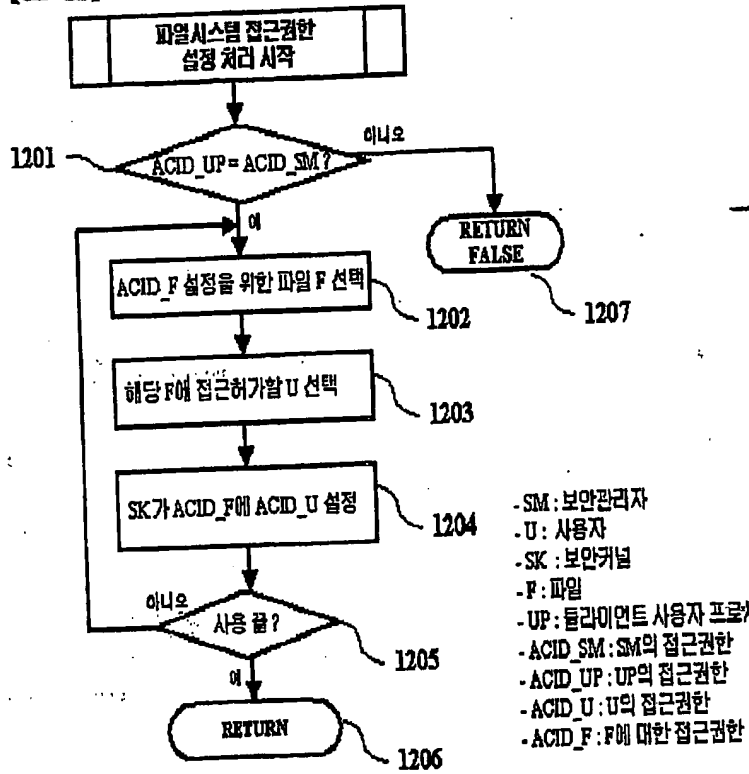 파일시스템 접근권한
설정 처리 시작
1201
ACID_UP = ACID_SM ?
아니오
예
RETURN
FALSE
1207
ACID_F 설정을 위한 파일 F 선택
1202
해당 F에 접근허가할 U 선택
1203
SK가 ACID_F에 ACID_U 설정
1204
아니오
사용 끝 ?
1205
예
RETURN
1206
- SM : 보안관리자
- U : 사용자
- SK : 보안커널
- F : 파일
- UP : 클라이언트 사용자
- ACID_SM : SM의 접근권한
- ACID_UP : UP의 접근권한
- ACID_U : U의 접근권한
- ACID_F : F에 대한 접근권한